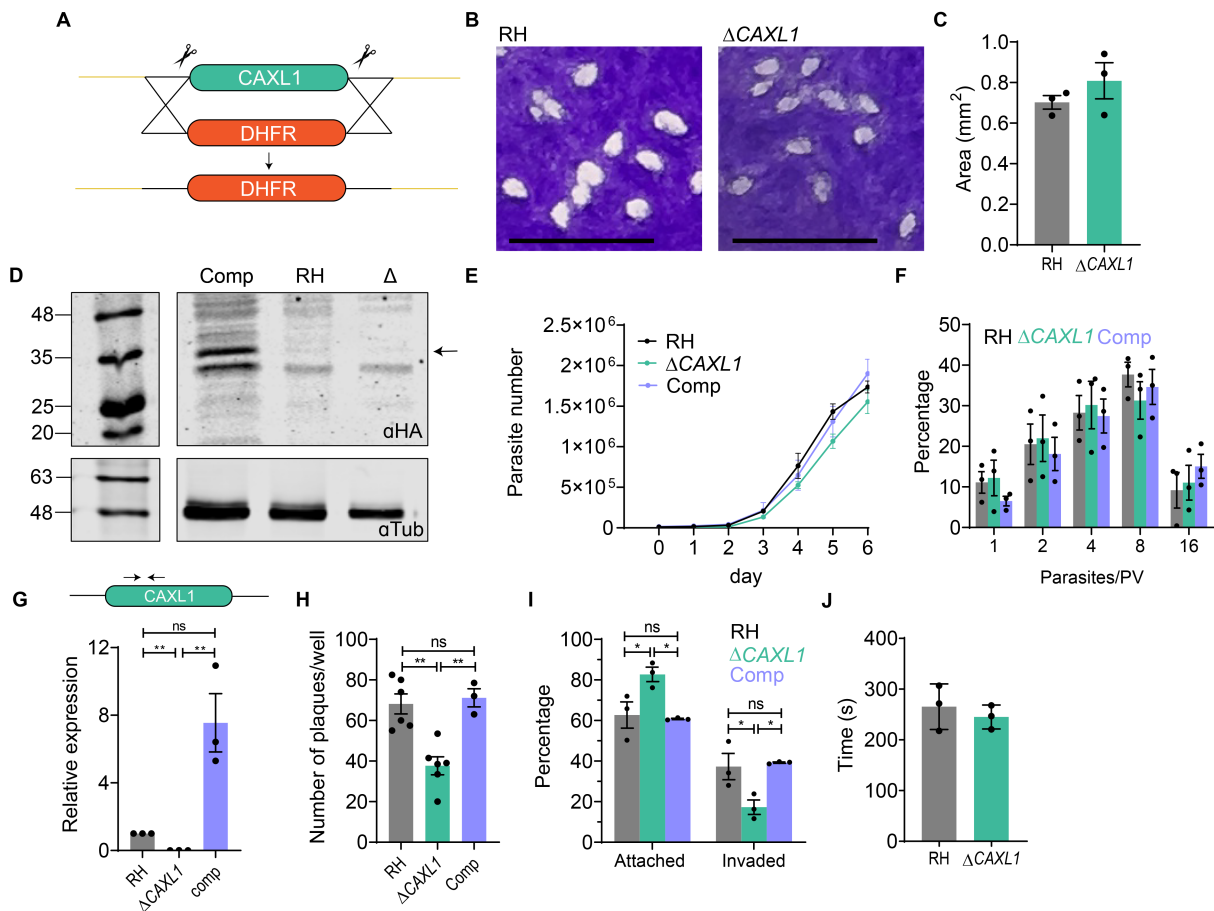 A
CAXL1
DHFR
DHFR
B
RH
ΔCAXL1
C
Area (mm²)
1.0
0.8
0.6
0.4
0.2
0.0
RH
ΔCAXL1
D
Comp RH Δ
48
35
25
20
αHA
63
48
αTub
E
Parasite number
2.5×10⁶
2.0×10⁶
1.5×10⁶
1.0×10⁶
5×10⁵
0
RH
ΔCAXL1
Comp
0 1 2 3 4 5 6
day
F
Percentage
50
40
30
20
10
0
RH ΔCAXL1 Comp
1 2 4 8 16
Parasites/PV
G
CAXL1
Relative expression
12
8
4
0
ns
** **
RH
ΔCAXL1
comp
H
Number of plaques/well
100
80
60
40
20
0
ns
** **
RH
ΔCAXL1
Comp
I
Percentage
100
80
60
40
20
0
ns
* *
RH
ΔCAXL1
Comp
ns
* *
Attached Invaded
J
Time (s)
400
300
200
100
0
RH
ΔCAXL1